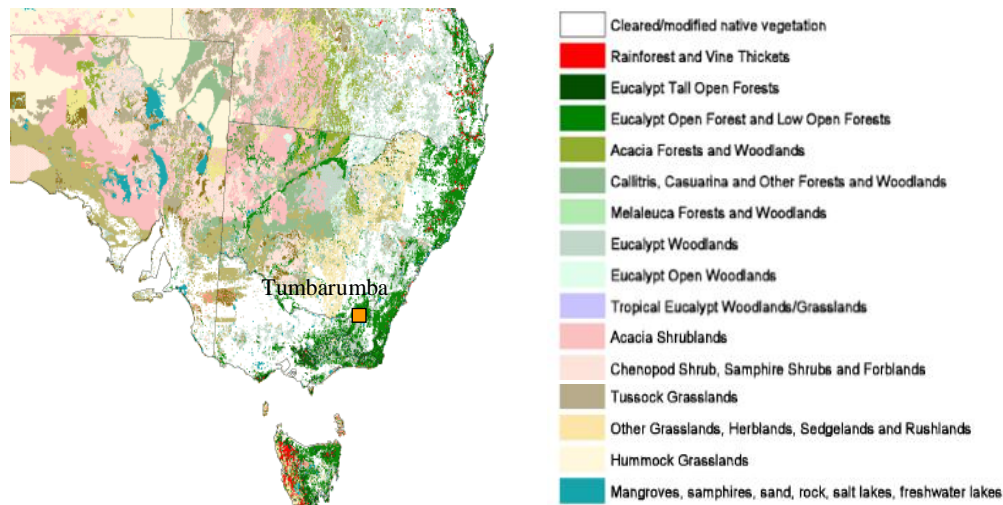 Tumbarumba
Cleared/modified native vegetation
Rainforest and Vine Thickets
Eucalypt Tall Open Forests
Eucalypt Open Forest and Low Open Forests
Acacia Forests and Woodlands
Callitris, Casuarina and Other Forests and Woodlands
Melaleuca Forests and Woodlands
Eucalypt Woodlands
Eucalypt Open Woodlands
Tropical Eucalypt Woodlands/Grasslands
Acacia Shrublands
Chenopod Shrub, Samphire Shrubs and Forblands
Tussock Grasslands
Other Grasslands, Herblands, Sedgelands and Rushlands
Hummock Grasslands
Mangroves, samphires, sand, rock, salt lakes, freshwater lakes